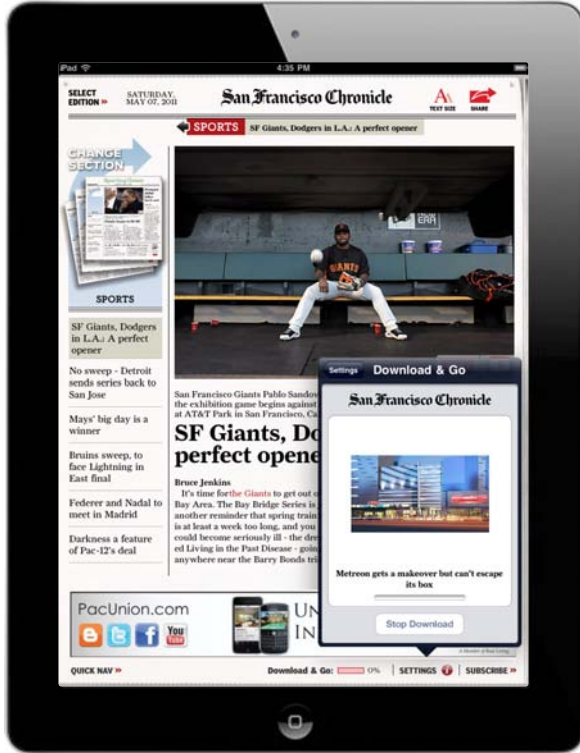 iPad
4:35 PM
SELECT
EDITION »
SATURDAY,
MAY 07, 2011
San Francisco Chronicle
TEXT SIZE
SHARE
SPORTS
SF Giants, Dodgers in L.A.: A perfect opener
CHANGE
SECTION
SPORTS
SF Giants, Dodgers
in L.A.: A perfect
opener
No sweep - Detroit
sends series back to
San Jose
Mays' big day is a
winner
Bruins sweep, to
face Lightning in
East final
Federer and Nadal to
meet in Madrid
Darkness a feature
of Pac-12's deal
GIANTS
San Francisco Giants Pablo Sandov
the exhibition game begins against
at AT&T Park in San Francisco, Ca
SF Giants, Do
perfect opene
Bruce Jenkins
It's time for the Giants to get out o
Bay Area. The Bay Bridge Series is
another reminder that spring train
is at least a week too long, and you
could become seriously ill - the dre
ed Living in the Past Disease - goin
anywhere near the Barry Bonds tri
Settings
Download & Go
San Francisco Chronicle
Metreon gets a makeover but can't escape
its box
Stop Download
PacUnion.com
You
Tube
UN
IN
QUICK NAV »
Download & Go:
0%
SETTINGS
SUBSCRIBE »